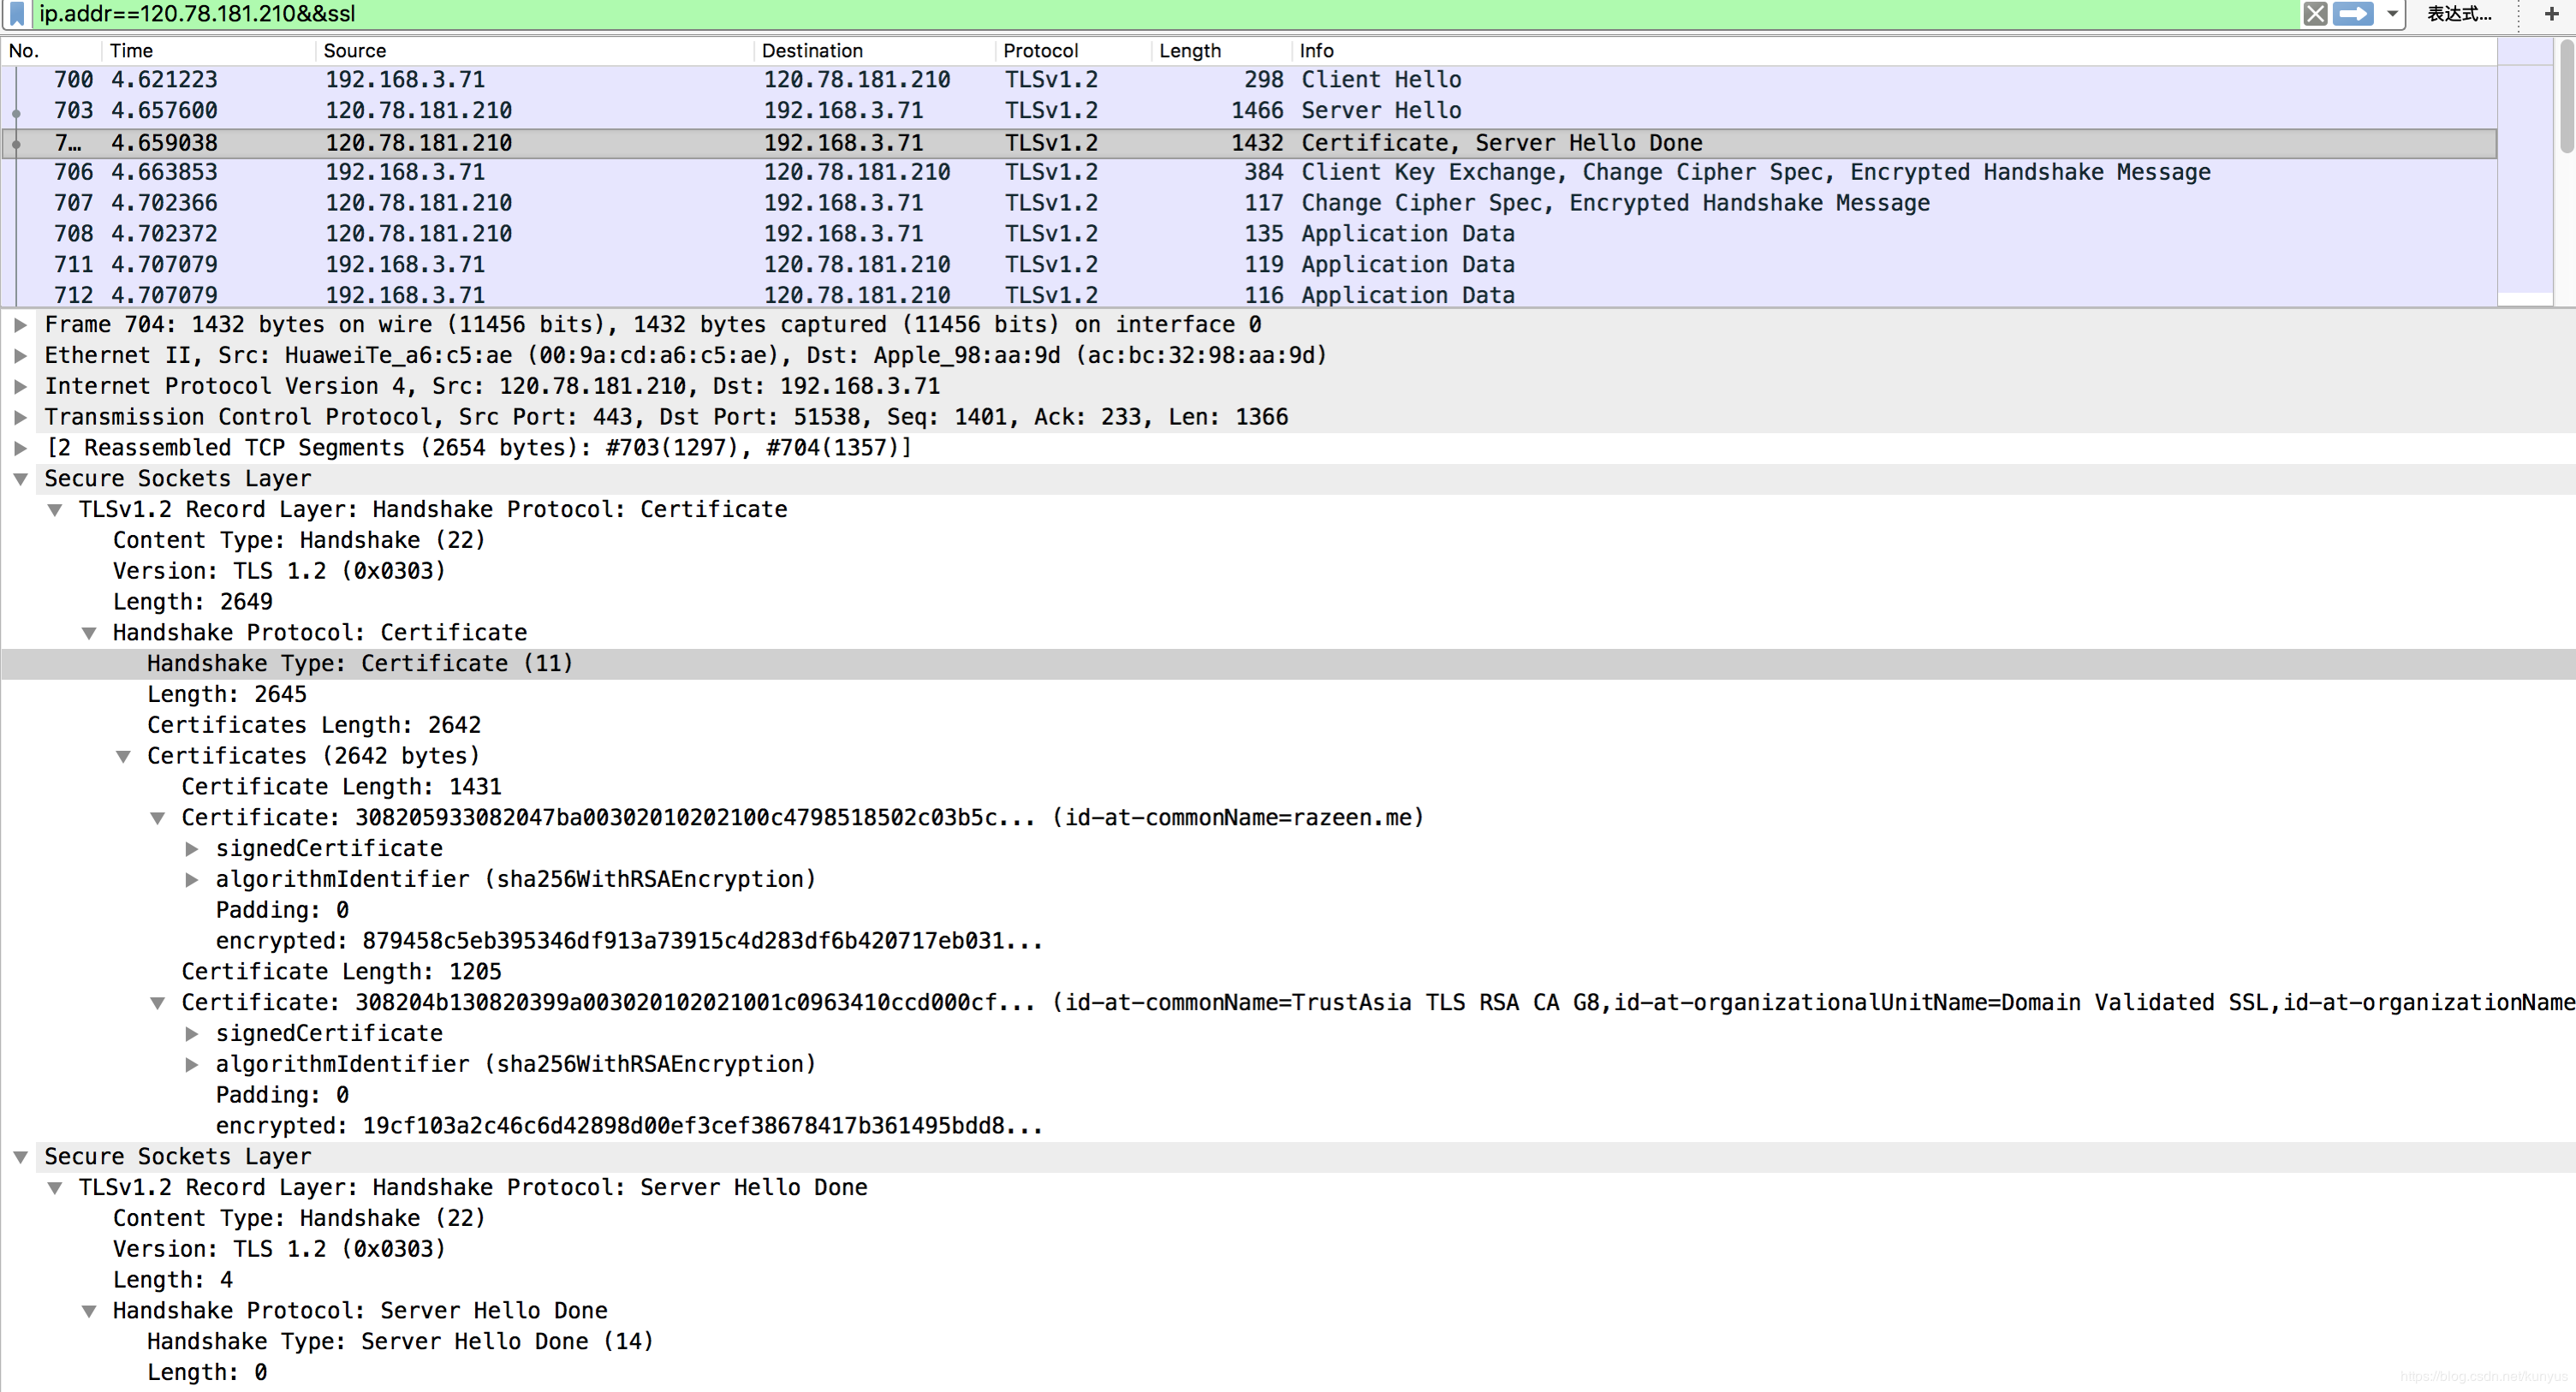 ip.addr==120.78.181.210&&ssl 表达式... +
No. Time Source Destination Protocol Length Info
700 4.621223 192.168.3.71 120.78.181.210 TLSv1.2 298 Client Hello
703 4.657600 120.78.181.210 192.168.3.71 TLSv1.2 1466 Server Hello
7... 4.659038 120.78.181.210 192.168.3.71 TLSv1.2 1432 Certificate, Server Hello Done
706 4.663853 192.168.3.71 120.78.181.210 TLSv1.2 384 Client Key Exchange, Change Cipher Spec, Encrypted Handshake Message
707 4.702366 120.78.181.210 192.168.3.71 TLSv1.2 117 Change Cipher Spec, Encrypted Handshake Message
708 4.702372 120.78.181.210 192.168.3.71 TLSv1.2 135 Application Data
711 4.707079 192.168.3.71 120.78.181.210 TLSv1.2 119 Application Data
712 4.707079 192.168.3.71 120.78.181.210 TLSv1.2 116 Application Data
Frame 704: 1432 bytes on wire (11456 bits), 1432 bytes captured (11456 bits) on interface 0
Ethernet II, Src: HuaweiTe_a6:c5:ae (00:9a:cd:a6:c5:ae), Dst: Apple_98:aa:9d (ac:bc:32:98:aa:9d)
Internet Protocol Version 4, Src: 120.78.181.210, Dst: 192.168.3.71
Transmission Control Protocol, Src Port: 443, Dst Port: 51538, Seq: 1401, Ack: 233, Len: 1366
[2 Reassembled TCP Segments (2654 bytes): #703(1297), #704(1357)]
Secure Sockets Layer
TLSv1.2 Record Layer: Handshake Protocol: Certificate
Content Type: Handshake (22)
Version: TLS 1.2 (0x0303)
Length: 2649
Handshake Protocol: Certificate
Handshake Type: Certificate (11)
Length: 2645
Certificates Length: 2642
Certificates (2642 bytes)
Certificate Length: 1431
Certificate: 308205933082047ba00302010202100c4798518502c03b5c... (id-at-commonName=razeen.me)
signedCertificate
algorithmIdentifier (sha256WithRSAEncryption)
Padding: 0
encrypted: 879458c5eb395346df913a73915c4d283df6b420717eb031...
Certificate Length: 1205
Certificate: 308204b130820399a003020102021001c0963410ccd000cf... (id-at-commonName=TrustAsia TLS RSA CA G8,id-at-organizationalUnitName=Domain Validated SSL,id-at-organizationName
signedCertificate
algorithmIdentifier (sha256WithRSAEncryption)
Padding: 0
encrypted: 19cf103a2c46c6d42898d00ef3cef38678417b361495bdd8...
Secure Sockets Layer
TLSv1.2 Record Layer: Handshake Protocol: Server Hello Done
Content Type: Handshake (22)
Version: TLS 1.2 (0x0303)
Length: 4
Handshake Protocol: Server Hello Done
Handshake Type: Server Hello Done (14)
Length: 0